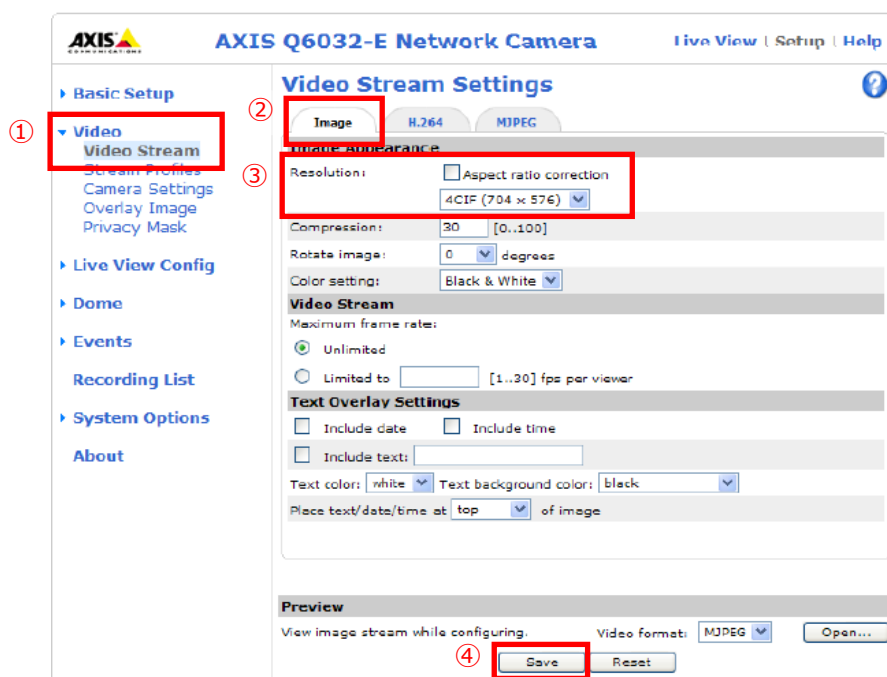 AXIS
COMMUNICATIONS
AXIS Q6032-E Network Camera
Live View | Setup | Help
Basic Setup
① Video
Video Stream
Stream Profiles
Camera Settings
Overlay Image
Privacy Mask
Live View Config
Dome
Events
Recording List
System Options
About
Video Stream Settings
?
② Image H.264 MJPEG
Image Appearance
③ Resolution: Aspect ratio correction
4CIF (704 x 576)
Compression: 30 [0..100]
Rotate image: 0 degrees
Color setting: Black & White
Video Stream
Maximum frame rate:
Unlimited
Limited to [1..30] fps per viewer
Text Overlay Settings
Include date Include time
Include text:
Text color: white Text background color: black
Place text/date/time at top of image
Preview
View image stream while configuring. Video format: MJPEG Open...
④ Save Reset